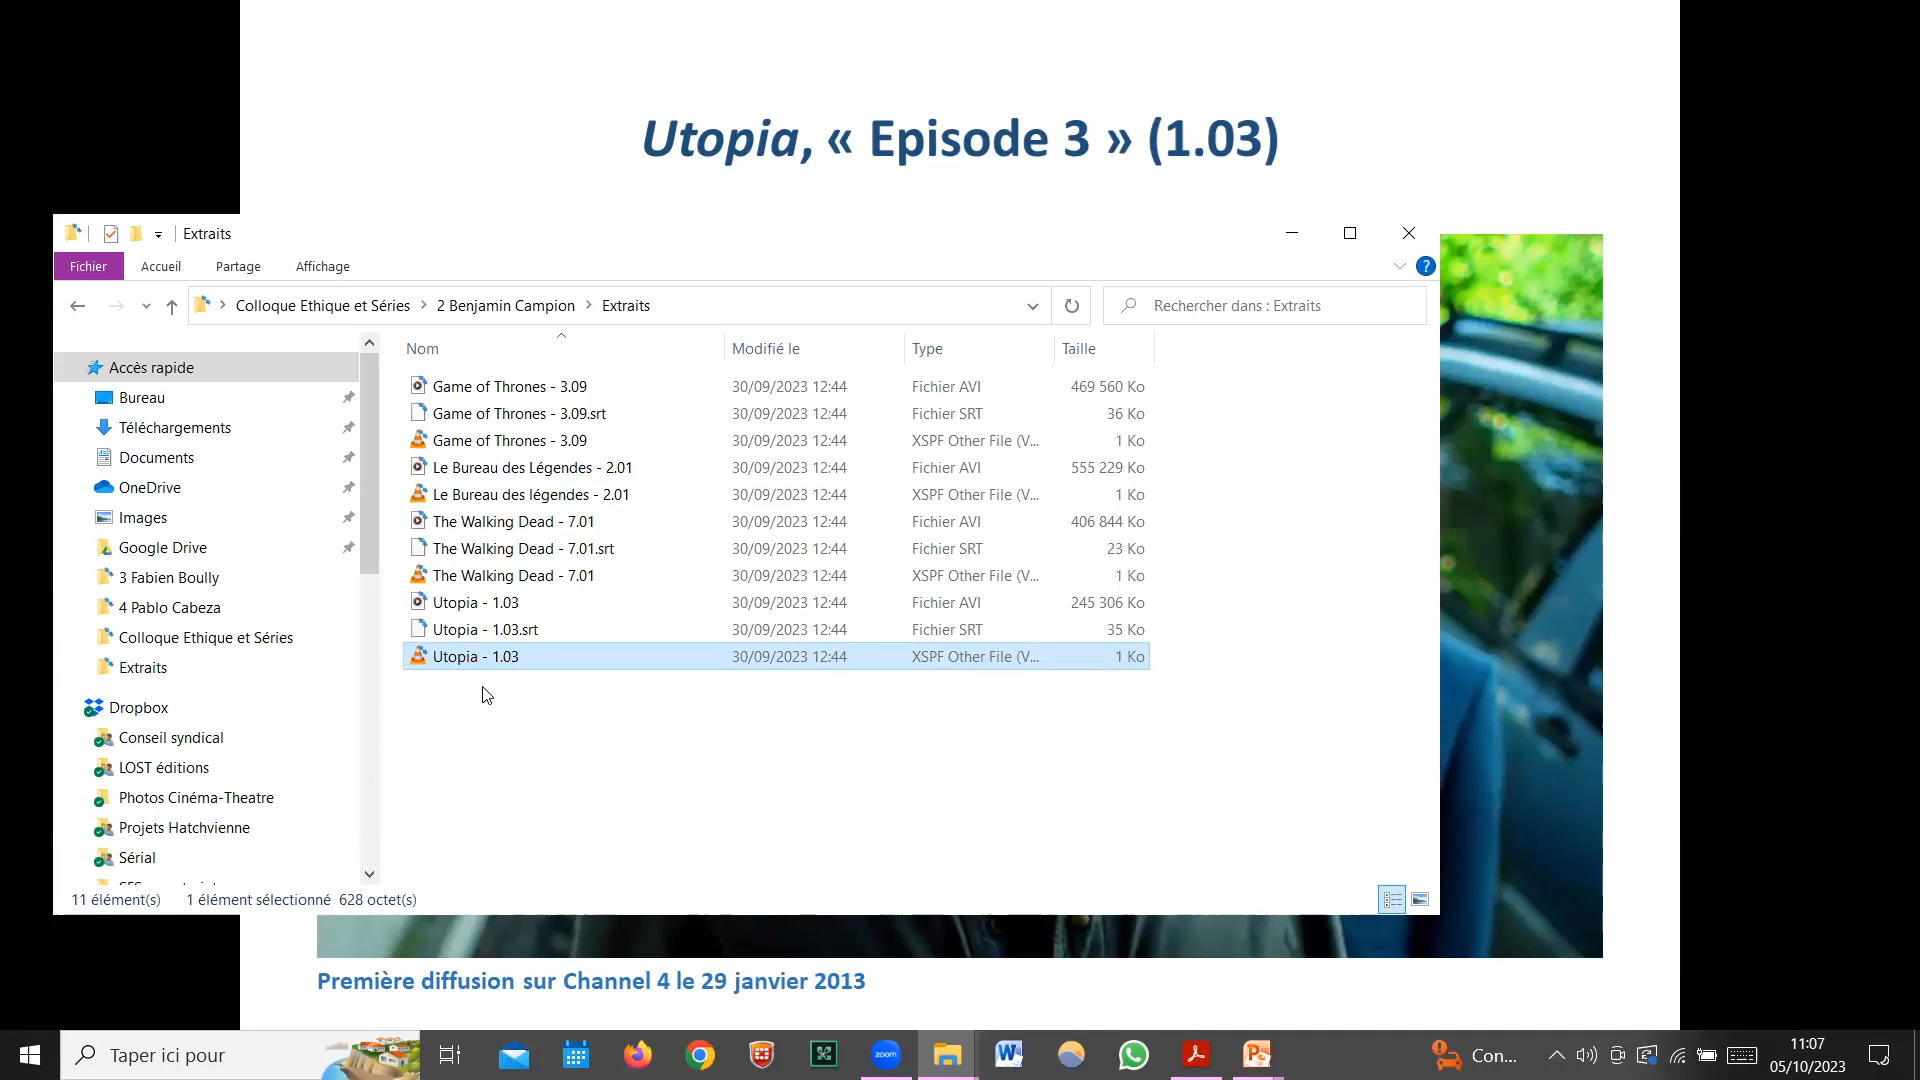 Utopia, « Episode 3 » (1.03)
Extraits
Fichier Accueil Partage Affichage
Colloque Ethique et Séries 2 Benjamin Campion Extraits
Rechercher dans : Extraits
Nom Modifié le Type Taille
Accès rapide
Bureau
Téléchargements
Documents
OneDrive
Images
Google Drive
3 Fabien Boully
4 Pablo Cabeza
Colloque Ethique et Séries
Extraits
Dropbox
Conseil syndical
LOST éditions
Photos Cinéma-Theatre
Projets Hatchvienne
Sérial
Game of Thrones - 3.09 30/09/2023 12:44 Fichier AVI 469 560 Ko
Game of Thrones - 3.09.srt 30/09/2023 12:44 Fichier SRT 36 Ko
Game of Thrones - 3.09 30/09/2023 12:44 XSPF Other File (V... 1 Ko
Le Bureau des Légendes - 2.01 30/09/2023 12:44 Fichier AVI 555 229 Ko
Le Bureau des légendes - 2.01 30/09/2023 12:44 XSPF Other File (V... 1 Ko
The Walking Dead - 7.01 30/09/2023 12:44 Fichier AVI 406 844 Ko
The Walking Dead - 7.01.srt 30/09/2023 12:44 Fichier SRT 23 Ko
The Walking Dead - 7.01 30/09/2023 12:44 XSPF Other File (V... 1 Ko
Utopia - 1.03 30/09/2023 12:44 Fichier AVI 245 306 Ko
Utopia - 1.03.srt 30/09/2023 12:44 Fichier SRT 35 Ko
Utopia - 1.03 30/09/2023 12:44 XSPF Other File (V... 1 Ko
11 élément(s) 1 élément sélectionné 628 octet(s)
Première diffusion sur Channel 4 le 29 janvier 2013
Taper ici pour
zoom
Con...
11:07
05/10/2023